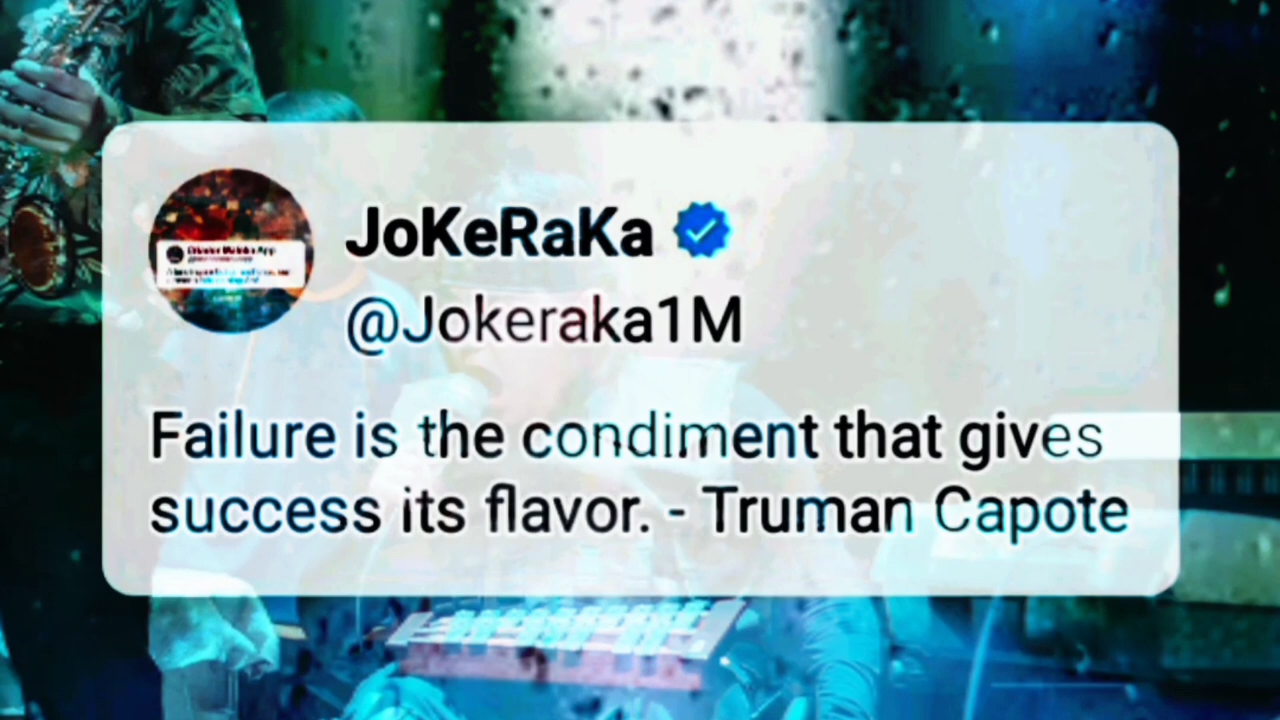 JoKeRaKa
@Jokeraka1M
Failure is the condiment that gives
success its flavor. - Truman Capote